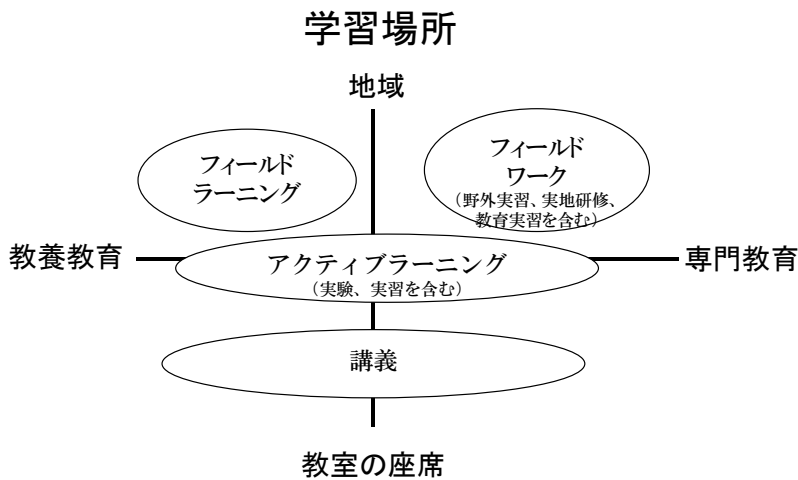 学習場所
地域
フィールド
ラーニング
フィールド
ワーク
（野外実習、実地研修、
教育実習を含む）
教養教育
アクティブラーニング
（実験、実習を含む）
専門教育
講義
教室の座席